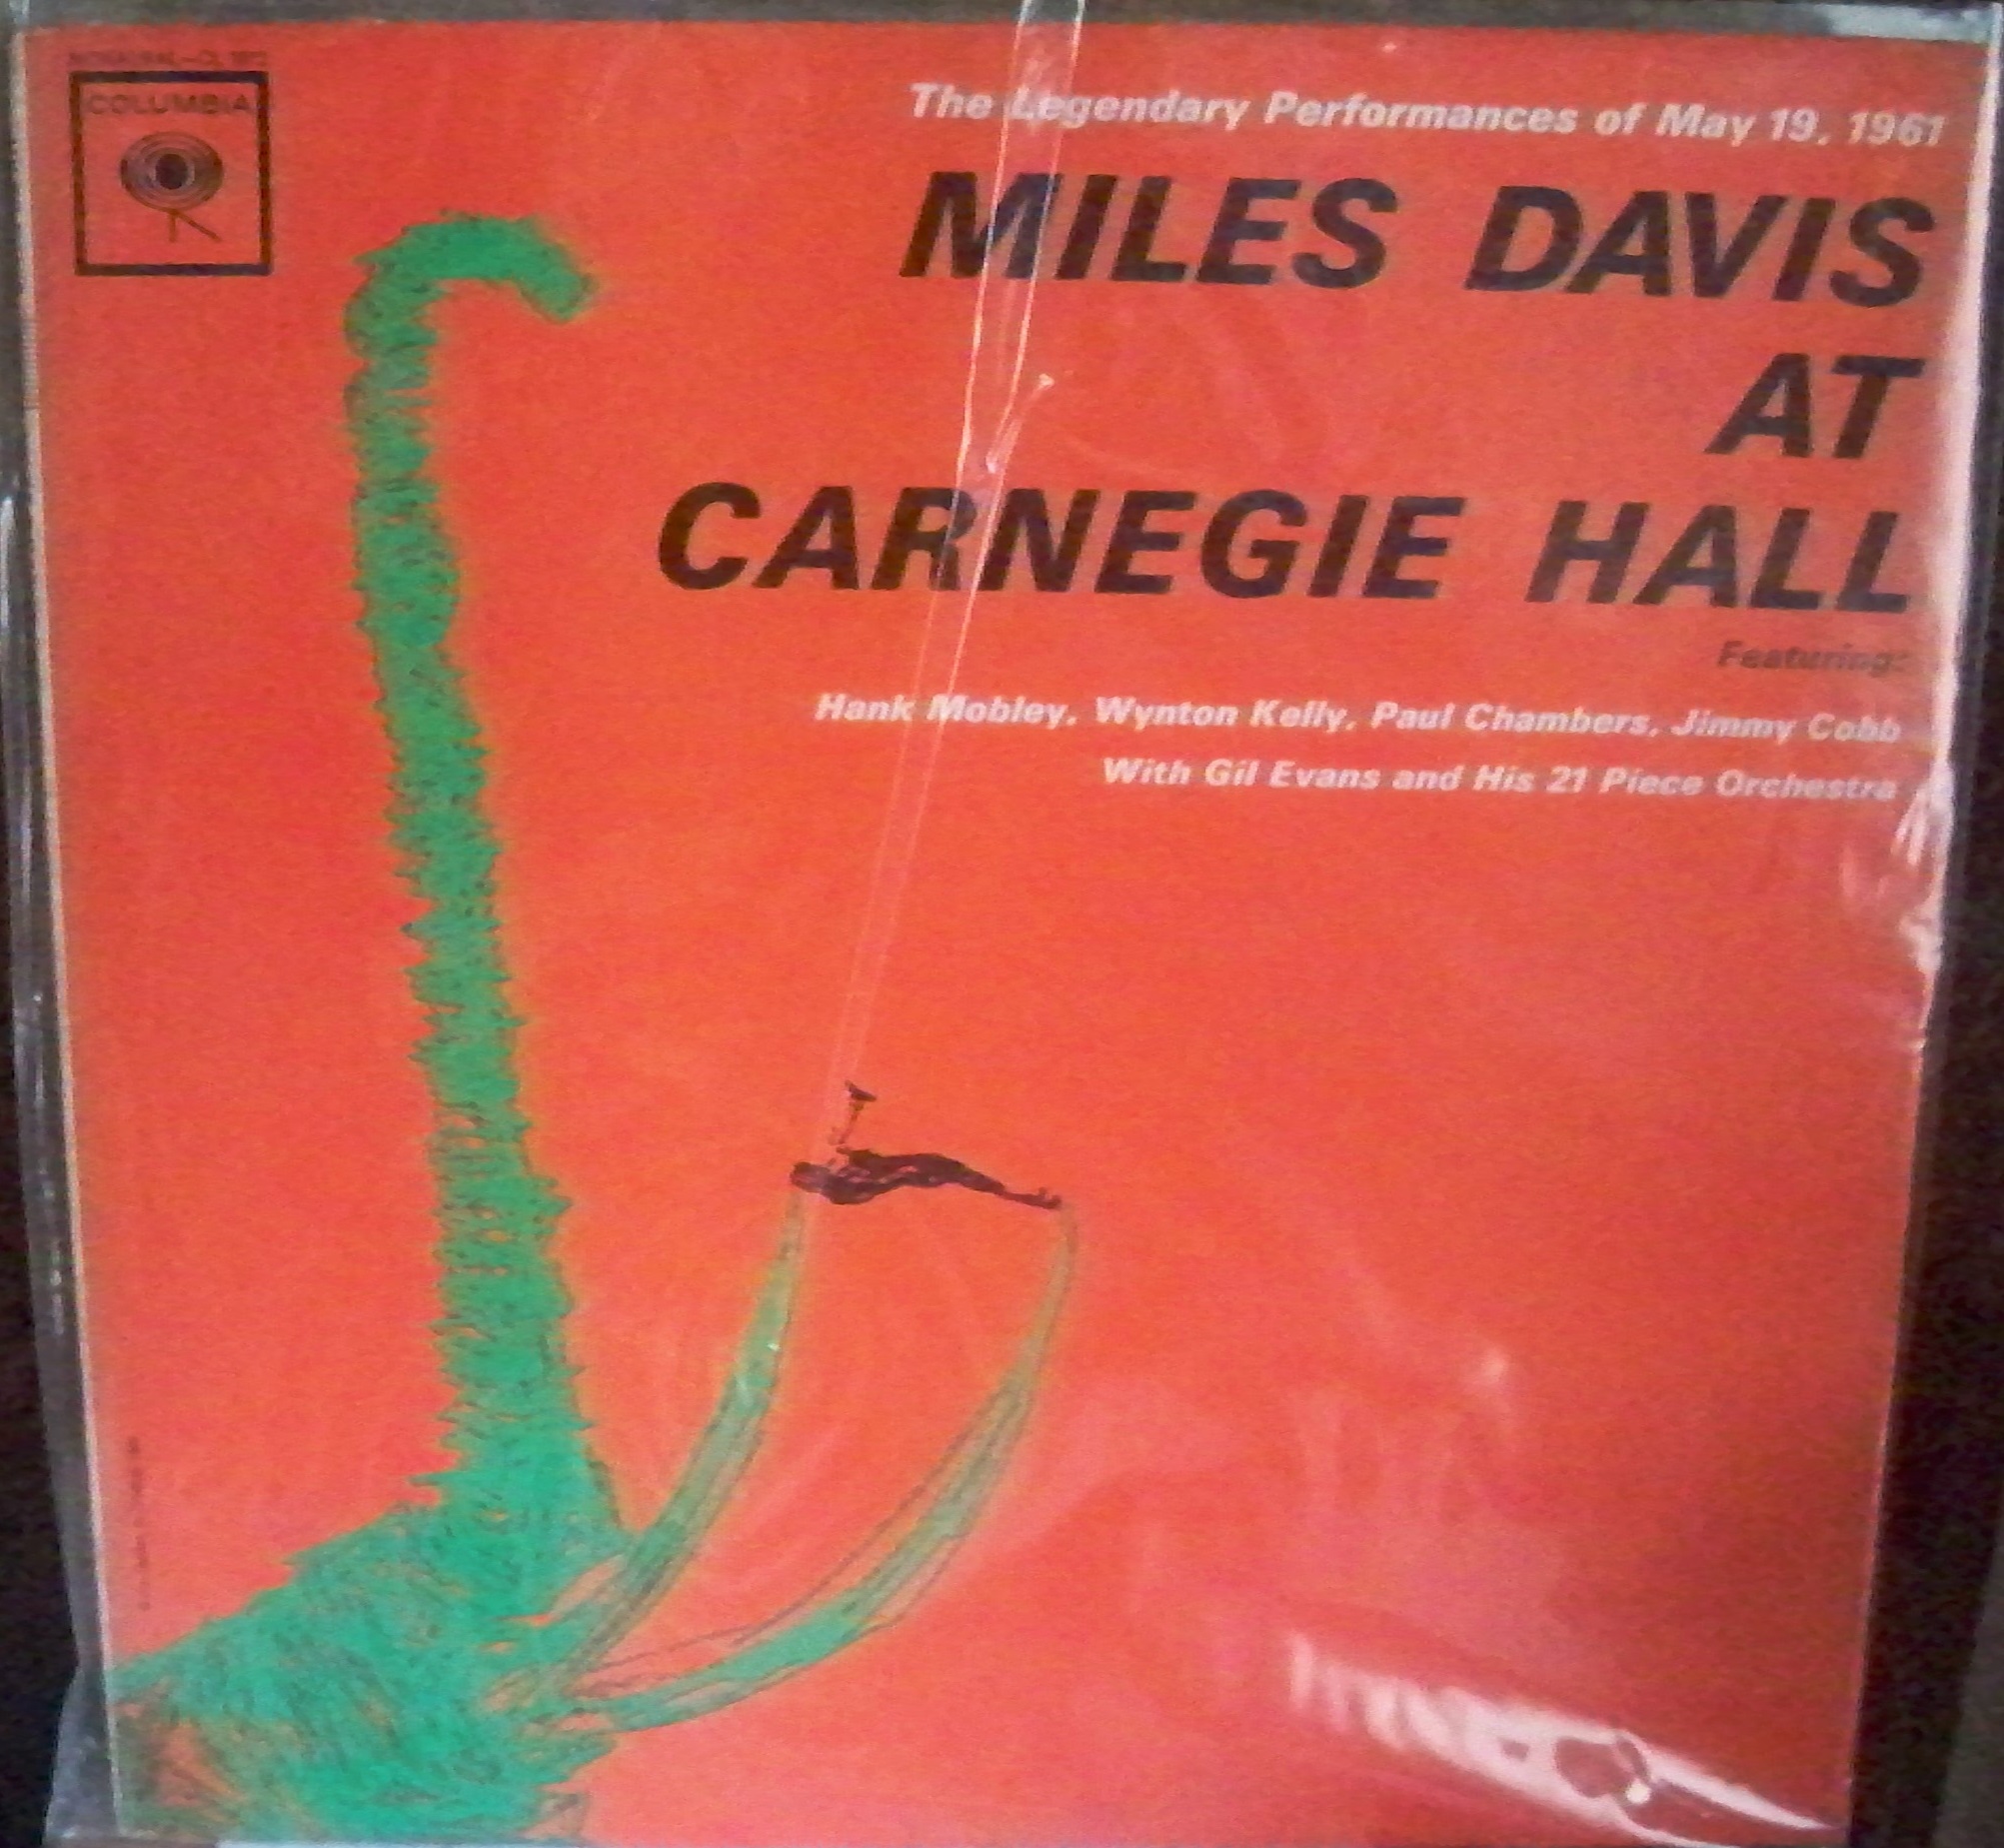 COLUMBIA
The Legendary Performances of May 19, 1961
MILES DAVIS
AT
CARNEGIE HALL
Featuring:
Hank Mobley, Wynton Kelly, Paul Chambers, Jimmy Cobb
With Gil Evans and His 21 Piece Orchestra